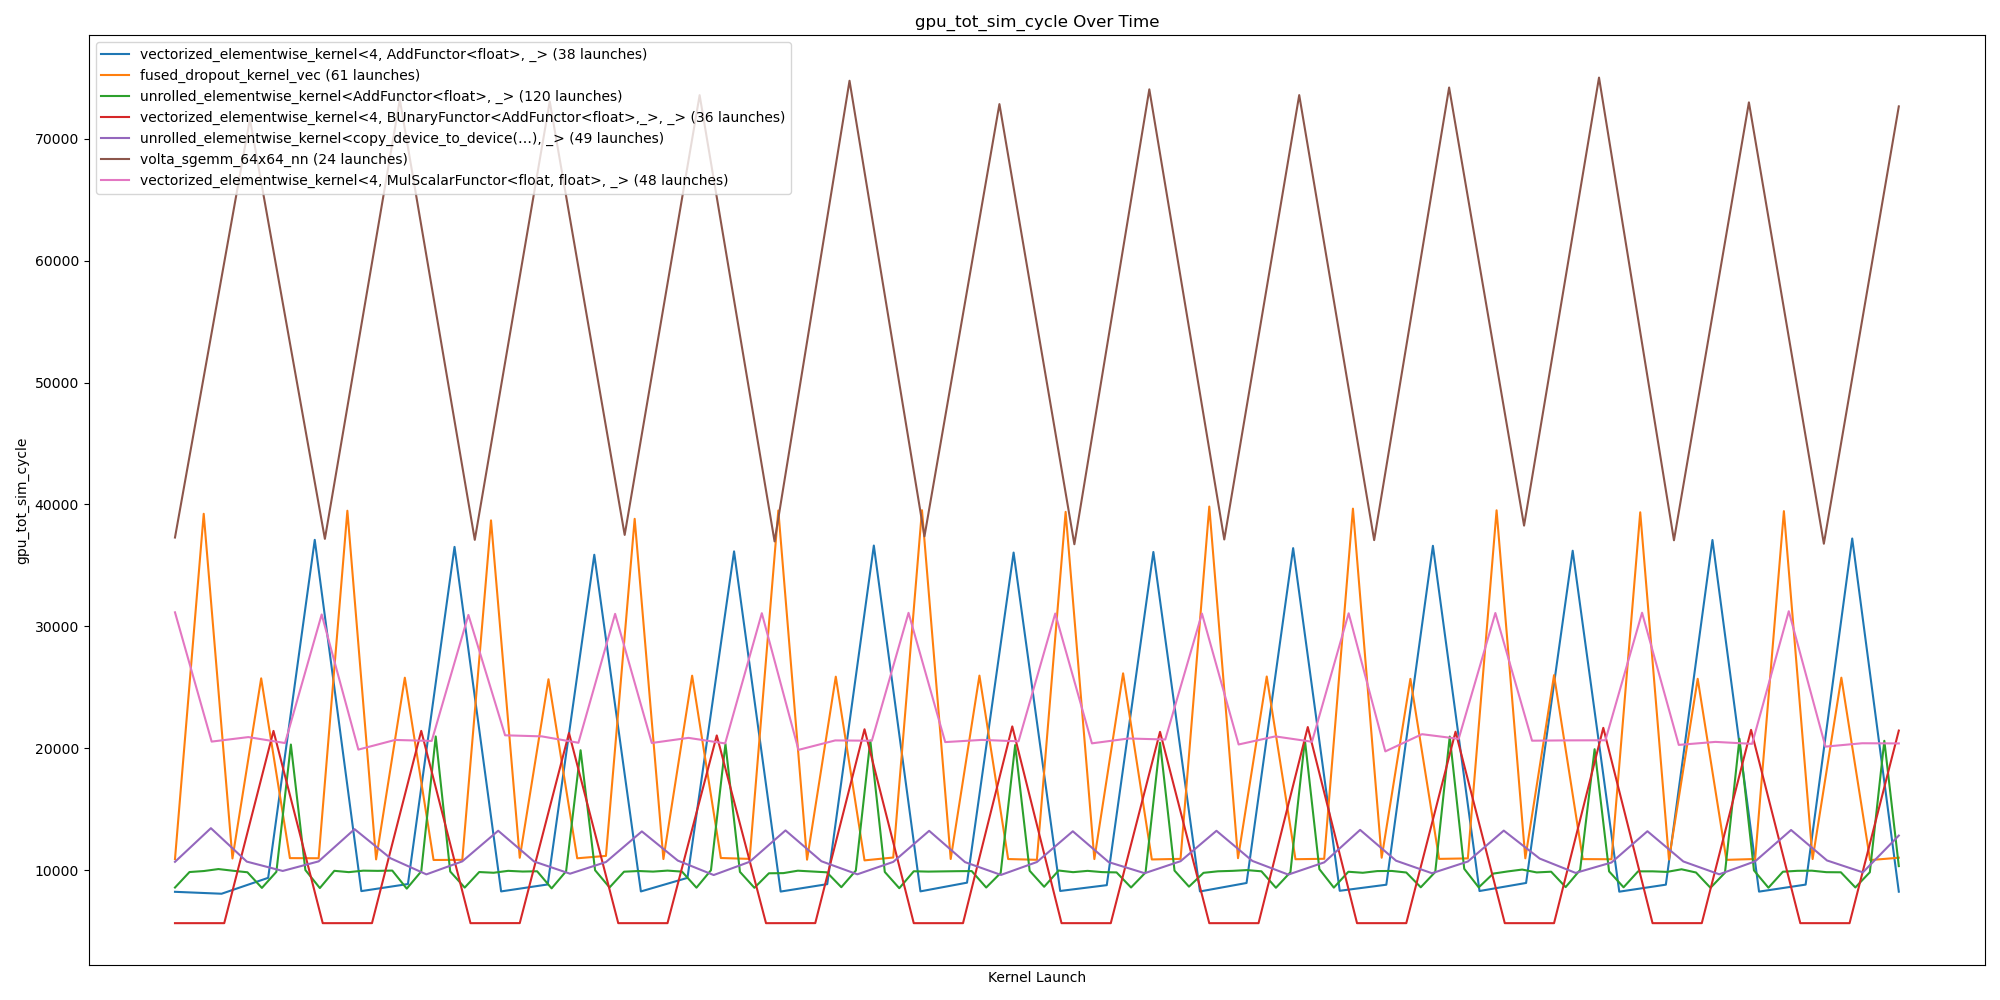 gpu_tot_sim_cycle Over Time
vectorized_elementwise_kernel<4, AddFunctor<float>, _> (38 launches)
fused_dropout_kernel_vec (61 launches)
unrolled_elementwise_kernel<AddFunctor<float>, _> (120 launches)
vectorized_elementwise_kernel<4, BUnaryFunctor<AddFunctor<float>,_>, _> (36 launches)
unrolled_elementwise_kernel<copy_device_to_device(...), _> (49 launches)
volta_sgemm_64x64_nn (24 launches)
vectorized_elementwise_kernel<4, MulScalarFunctor<float, float>, _> (48 launches)
70000
60000
50000
40000
30000
20000
10000
gpu_tot_sim_cycle
Kernel Launch